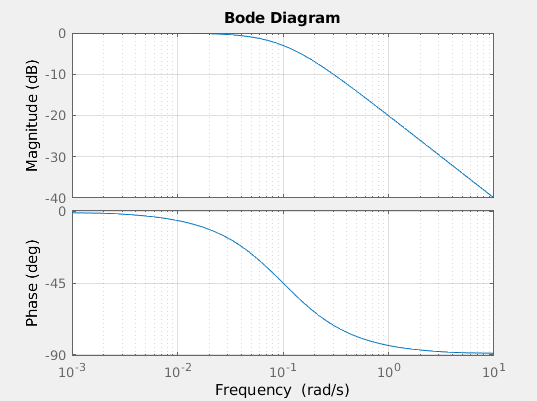 Bode Diagram
Magnitude (dB)
0
-10
-20
-30
-40
Phase (deg)
0
-45
-90
10^-3 10^-2 10^-1 10^0 10^1
Frequency (rad/s)